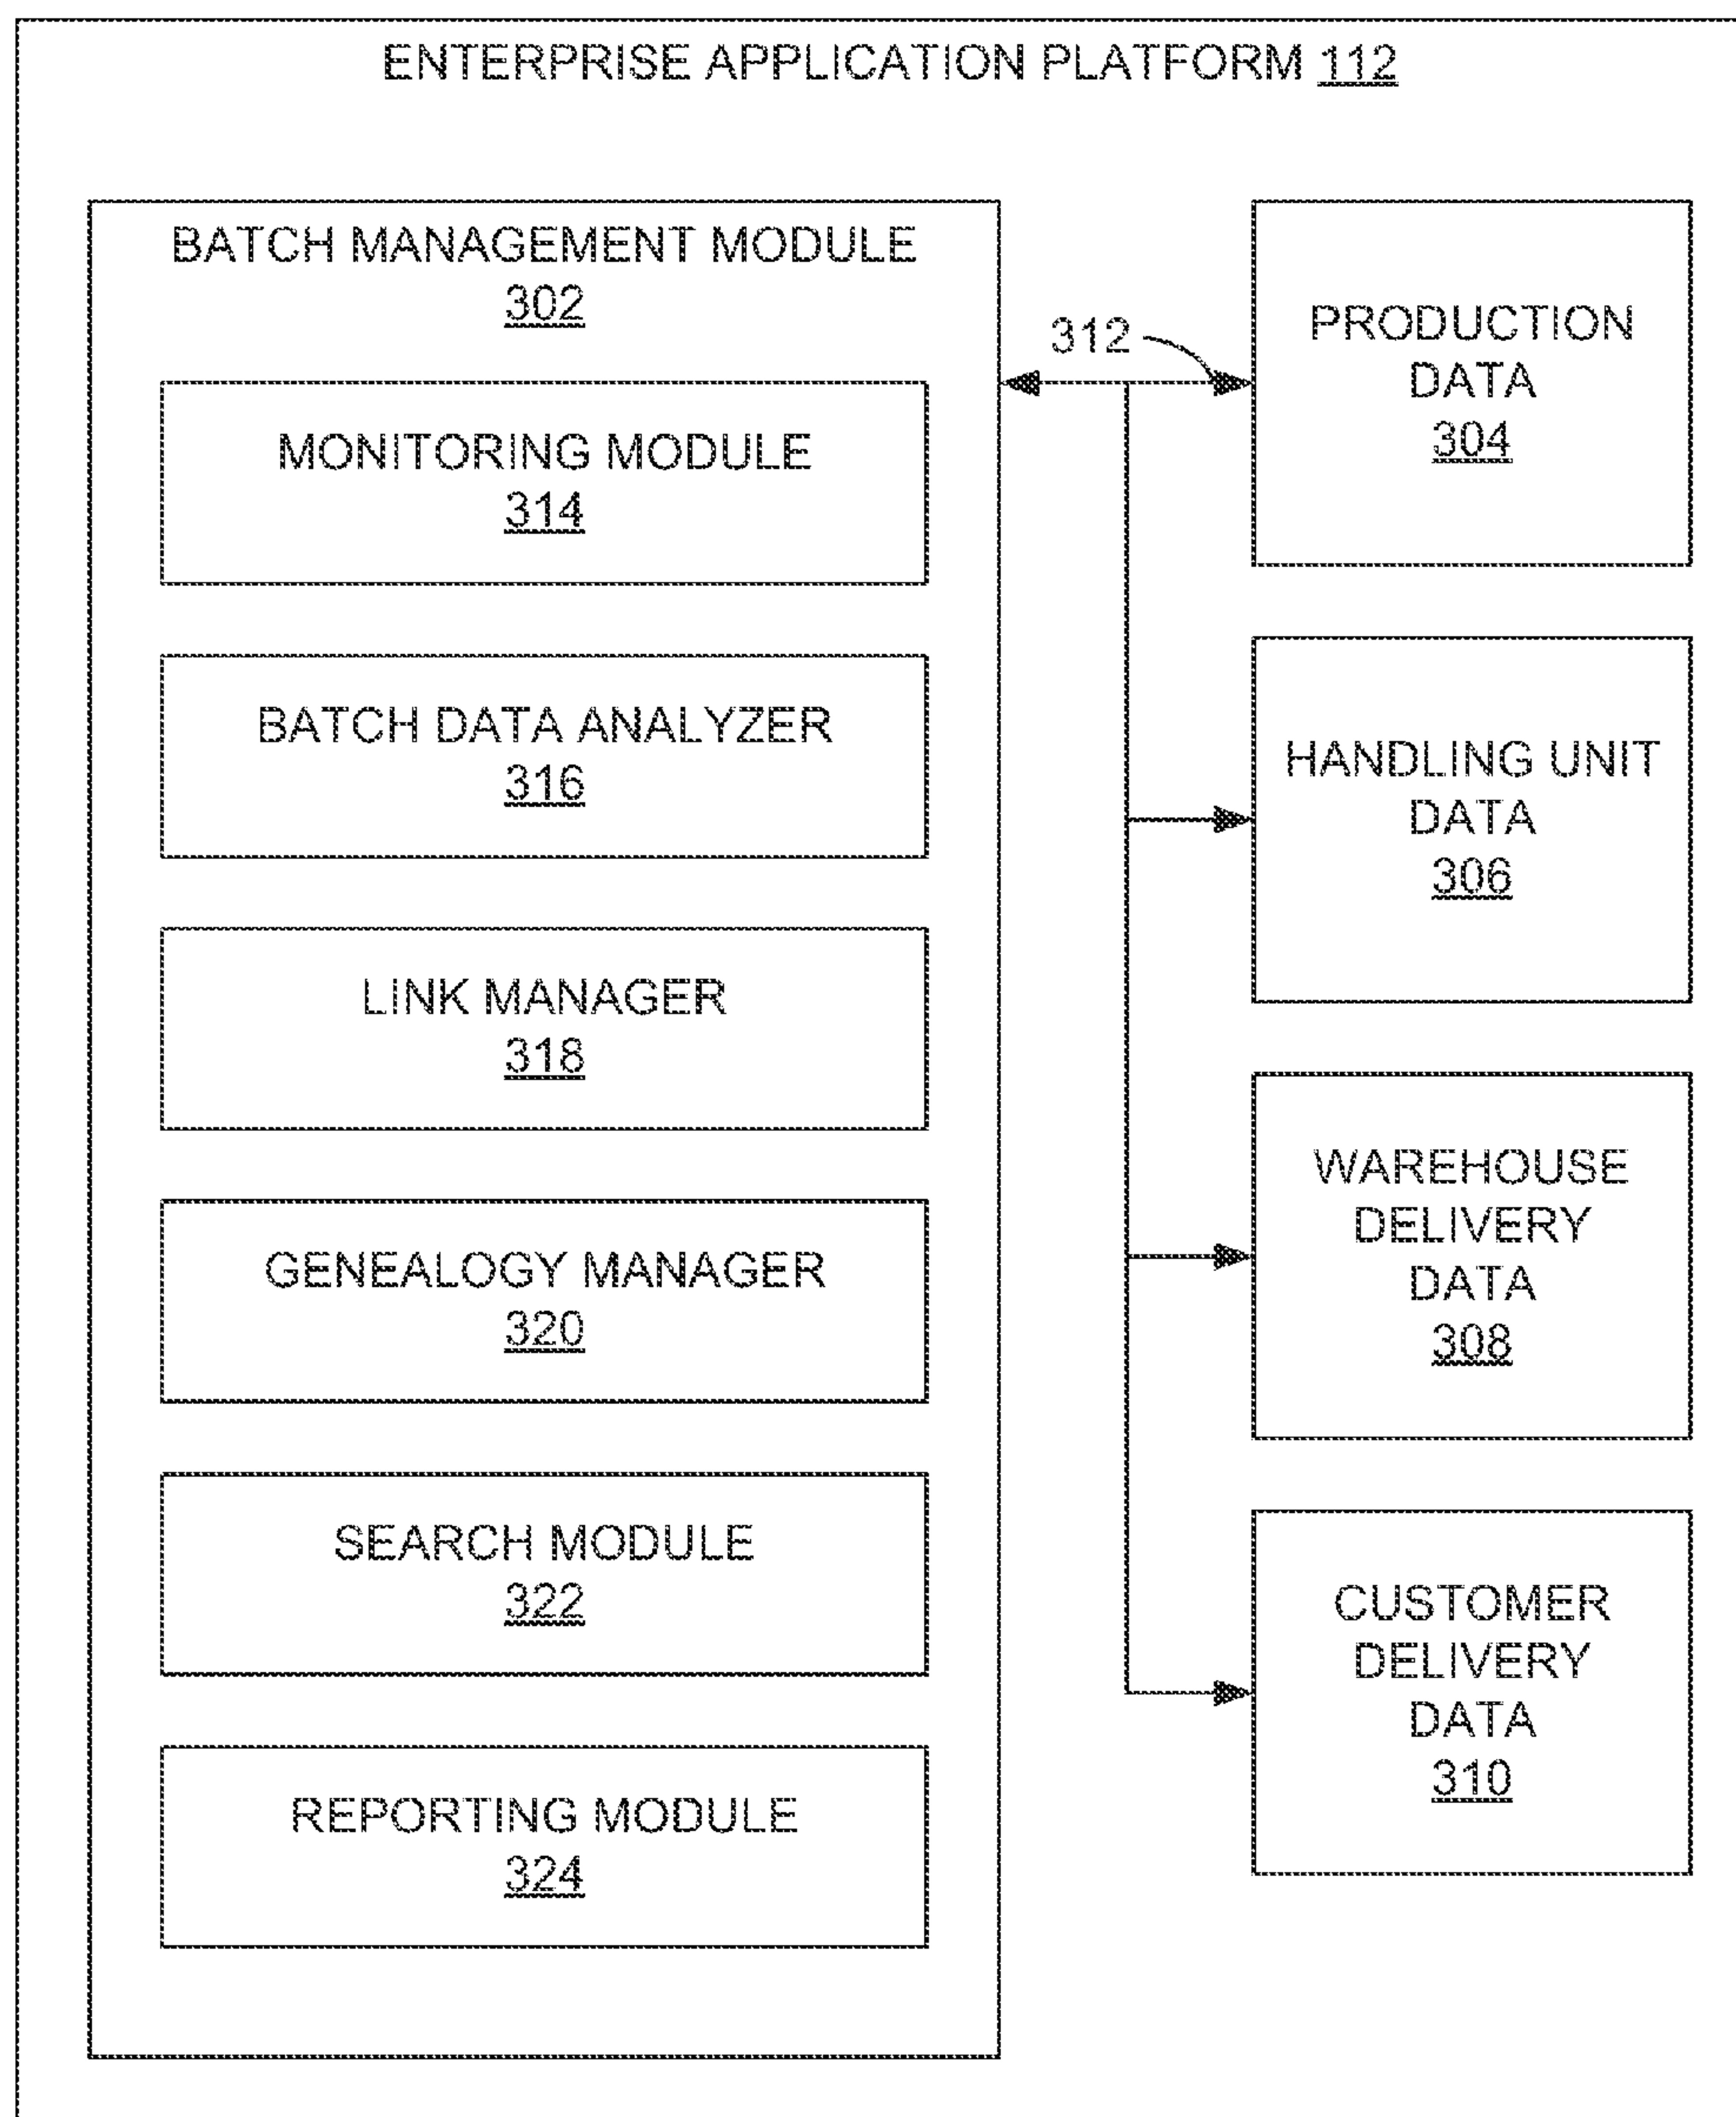 ENTERPRISE APPLICATION PLATFORM 112
BATCH MANAGEMENT MODULE
302
MONITORING MODULE
314
BATCH DATA ANALYZER
316
LINK MANAGER
318
GENEALOGY MANAGER
320
SEARCH MODULE
322
REPORTING MODULE
324
312
PRODUCTION
DATA
304
HANDLING UNIT
DATA
306
WAREHOUSE
DELIVERY
DATA
308
CUSTOMER
DELIVERY
DATA
310